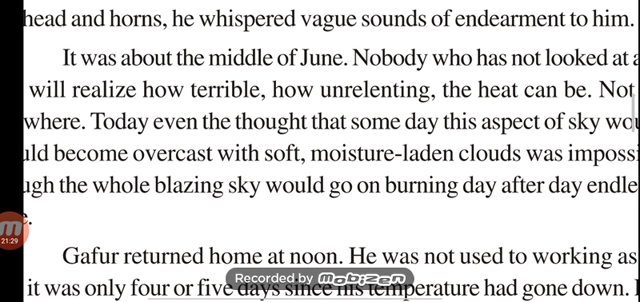 head and horns, he whispered vague sounds of endearment to him.
It was about the middle of June. Nobody who has not looked at
will realize how terrible, how unrelenting, the heat can be. Not
where. Today even the thought that some day this aspect of sky
uld become overcast with soft, moisture-laden clouds was
ugh the whole blazing sky would go on burning day after day
21:29
Gafur returned home at noon. He was not used to working as
Recorded by mobizen
it was only four or five days since his temperature had gone down.